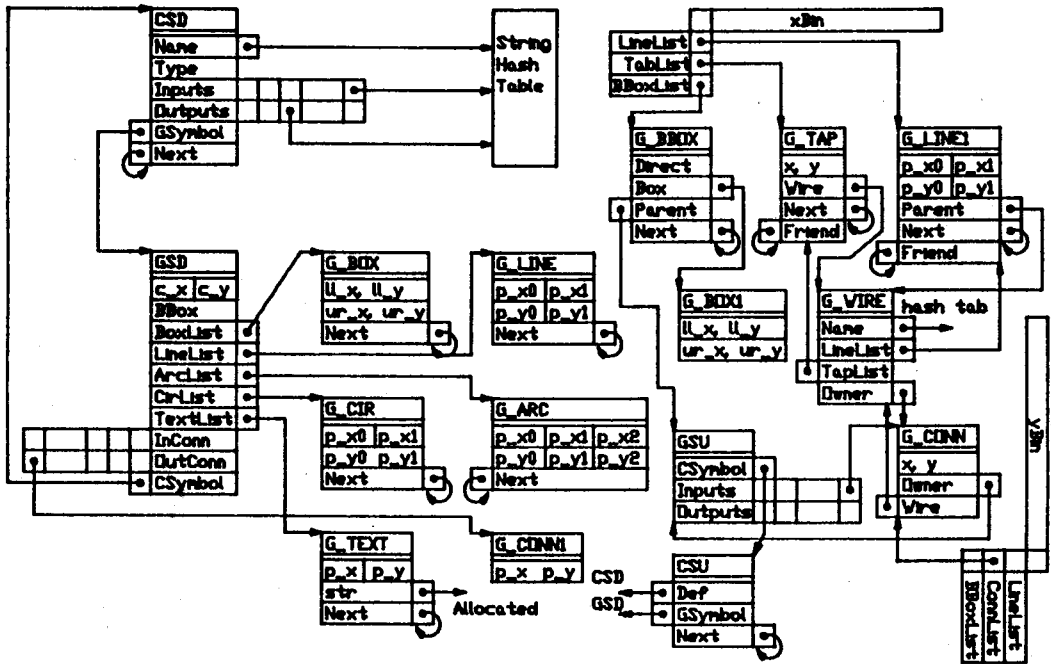 CSD
Name
Type
Inputs
Outputs
GSymbol
Next
String
Hash
Table
xBin
LineList
TabList
BBoxList
G_BBOX
Direct
Box
Parent
Next
G_TAP
x, y
Wire
Next
Friend
G_LINE1
p_x0 p_x1
p_y0 p_y1
Parent
Next
Friend
GSD
c_x c_y
BBox
BoxList
LineList
ArcList
CirList
TextList
InConn
OutConn
CSymbol
G_BOX
ll_x, ll_y
ur_x, ur_y
Next
G_LINE
p_x0 p_x1
p_y0 p_y1
Next
G_BOX1
ll_x, ll_y
ur_x, ur_y
G_WIRE
Name
LineList
TapList
Owner
hash tab
yBin
G_CIR
p_x0 p_x1
p_y0 p_y1
Next
G_ARC
p_x0 p_x1 p_x2
p_y0 p_y1 p_y2
Next
GSU
CSymbol
Inputs
Outputs
G_CONN
x, y
Owner
Wire
G_TEXT
p_x p_y
str
Next
Allocated
G_CONN1
p_x p_y
CSD
GSD
CSU
Def
GSymbol
Next
LineList
ConnList
BBoxList